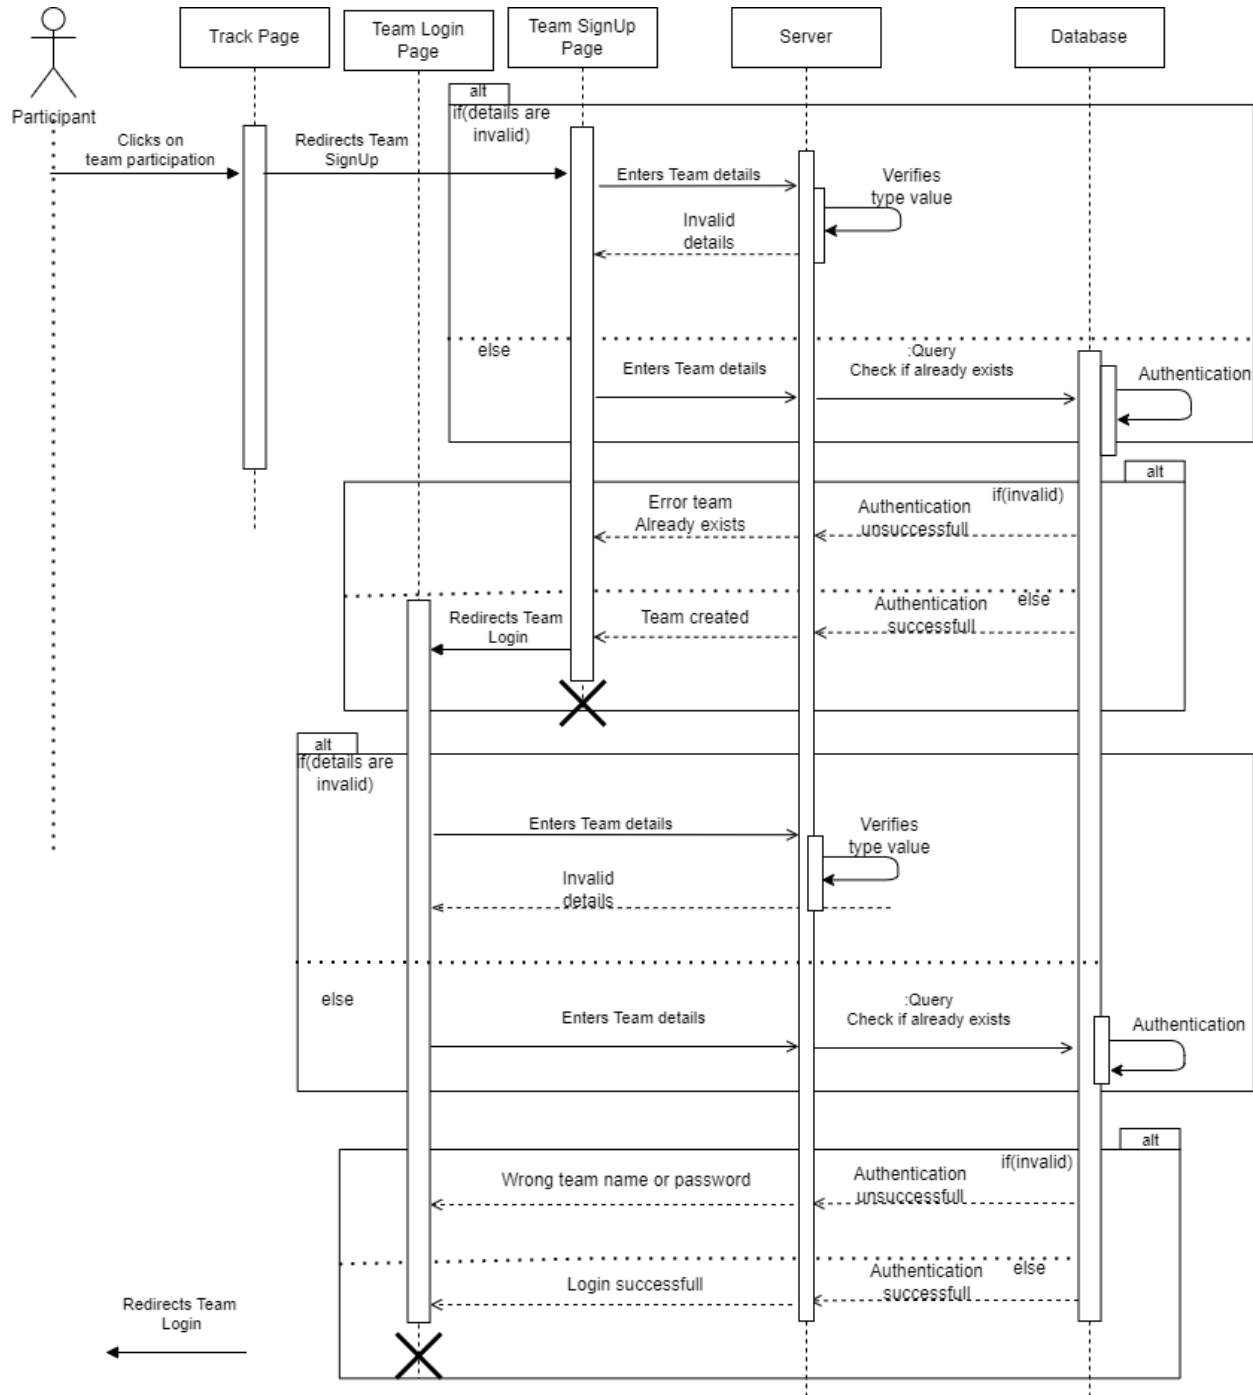 Participant
Track Page
Team Login
Page
Team SignUp
Page
Server
Database
alt
if(details are
invalid)
Clicks on
team participation
Redirects Team
SignUp
Enters Team details
Verifies
type value
Invalid
details
else
Enters Team details
:Query
Check if already exists
Authentication
alt
if(invalid)
Error team
Already exists
Authentication
unsuccessfull
else
Redirects Team
Login
Team created
Authentication
successfull
alt
if(details are
invalid)
Enters Team details
Verifies
type value
Invalid
details
else
Enters Team details
:Query
Check if already exists
Authentication
alt
if(invalid)
Wrong team name or password
Authentication
unsuccessfull
else
Login successfull
Authentication
successfull
Redirects Team
Login